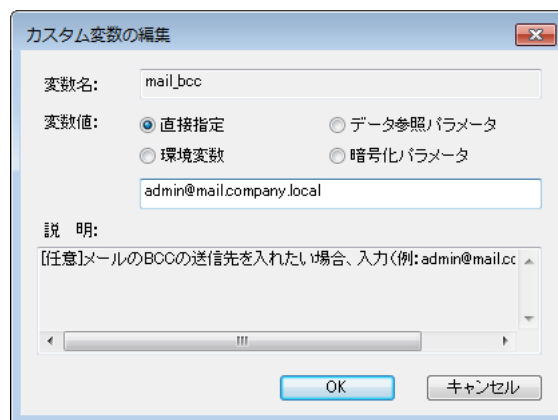 カスタム変数の編集
変数名: mail_bcc
変数値: 直接指定 データ参照パラメータ
環境変数 暗号化パラメータ
admin@mail.company.local
説 明:
[任意]メールのBCCの送信先を入れたい場合、入力(例:admin@mail.cc
OK キャンセル